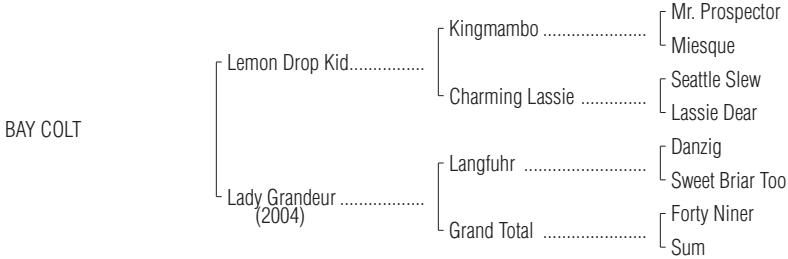 Mr. Prospector
Kingmambo ......................
Miesque
Lemon Drop Kid................
Seattle Slew
Charming Lassie ..............
Lassie Dear
BAY COLT
Danzig
Langfuhr ..........................
Sweet Briar Too
Lady Grandeur ..................
(2004)
Forty Niner
Grand Total ......................
Sum